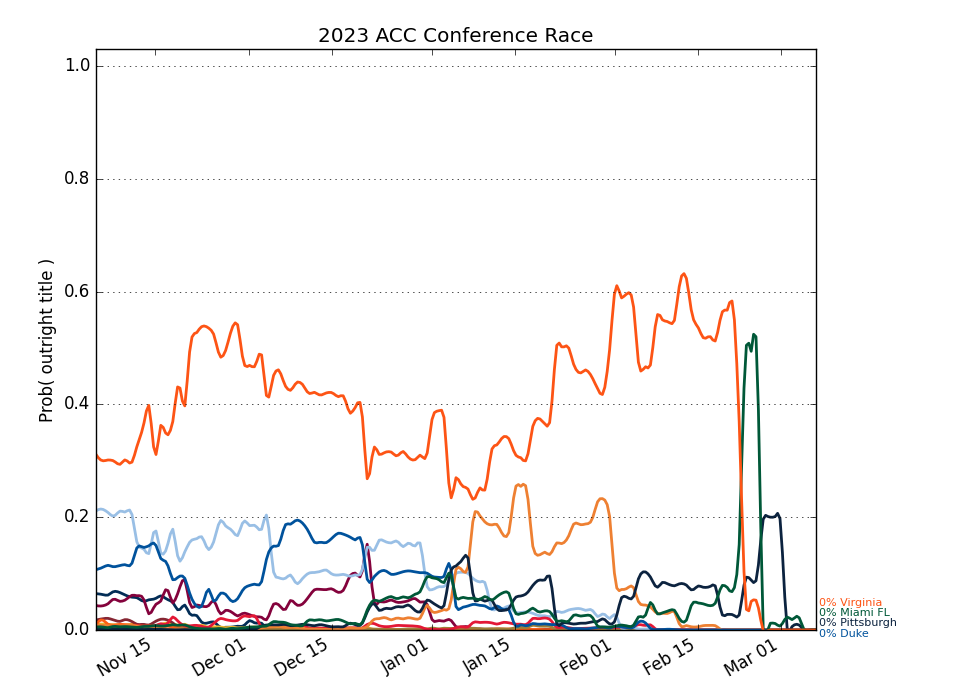 2023 ACC Conference Race
1.0
0.8
0.6
0.4
0.2
0.0
Prob( outright title )
Nov 15
Dec 01
Dec 15
Jan 01
Jan 15
Feb 01
Feb 15
Mar 01
0% Virginia
0% Miami FL
0% Pittsburgh
0% Duke